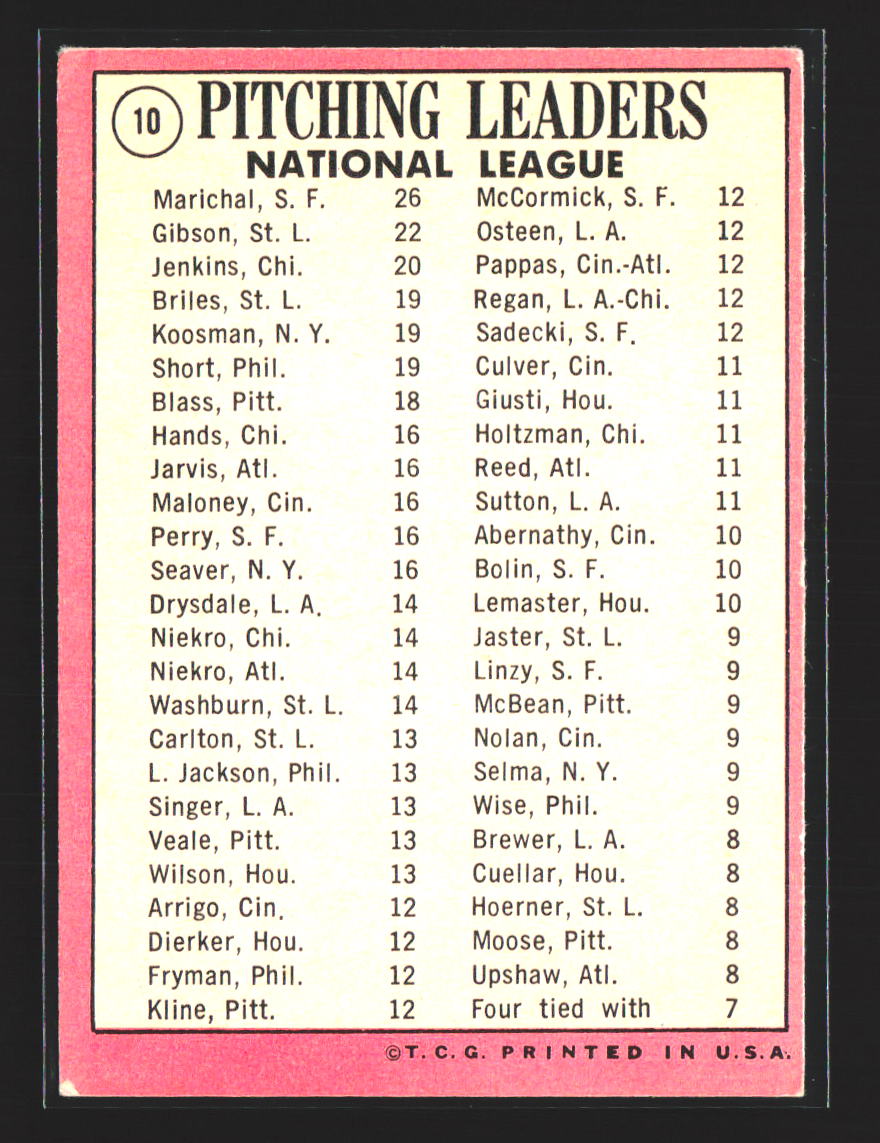 10
PITCHING LEADERS
NATIONAL LEAGUE
Marichal, S. F. 26
Gibson, St. L. 22
Jenkins, Chi. 20
Briles, St. L. 19
Koosman, N. Y. 19
Short, Phil. 19
Blass, Pitt. 18
Hands, Chi. 16
Jarvis, Atl. 16
Maloney, Cin. 16
Perry, S. F. 16
Seaver, N. Y. 16
Drysdale, L. A. 14
Niekro, Chi. 14
Niekro, Atl. 14
Washburn, St. L. 14
Carlton, St. L. 13
L. Jackson, Phil. 13
Singer, L. A. 13
Veale, Pitt. 13
Wilson, Hou. 13
Arrigo, Cin. 12
Dierker, Hou. 12
Fryman, Phil. 12
Kline, Pitt. 12
McCormick, S. F. 12
Osteen, L. A. 12
Pappas, Cin.-Atl. 12
Regan, L. A.-Chi. 12
Sadecki, S. F. 12
Culver, Cin. 11
Giusti, Hou. 11
Holtzman, Chi. 11
Reed, Atl. 11
Sutton, L. A. 11
Abernathy, Cin. 10
Bolin, S. F. 10
Lemaster, Hou. 10
Jaster, St. L. 9
Linzy, S. F. 9
McBean, Pitt. 9
Nolan, Cin. 9
Selma, N. Y. 9
Wise, Phil. 9
Brewer, L. A. 8
Cuellar, Hou. 8
Hoerner, St. L. 8
Moose, Pitt. 8
Upshaw, Atl. 8
Four tied with 7
©T. C. G. PRINTED IN U.S.A.